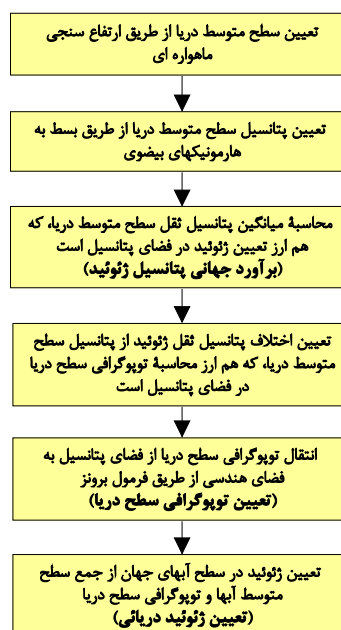 تعیین سطح متوسط دریا از طریق ارتفاع سنجی
ماهواره ای
تعیین پتانسیل سطح متوسط دریا از طریق بسط به
هارمونیکهای بیضوی
محاسبۀ میانگین پتانسیل ثقل سطح متوسط دریا، که
هم ارز تعیین ژئوئید در فضای پتانسیل است
(برآورد جهانی پتانسیل ژئوئید)
تعیین اختلاف پتانسیل ثقل ژئوئید از پتانسیل سطح
متوسط دریا، که هم ارز محاسبۀ توپوگرافی سطح دریا
در فضای پتانسیل است
انتقال توپوگرافی سطح دریا از فضای پتانسیل به
فضای هندسی از طریق فرمول برونز
(تعیین توپوگرافی سطح دریا)
تعیین ژئوئید در سطح آبهای جهان از جمع سطح
متوسط آبها و توپوگرافی سطح دریا
(تعیین ژئوئید دریائی)